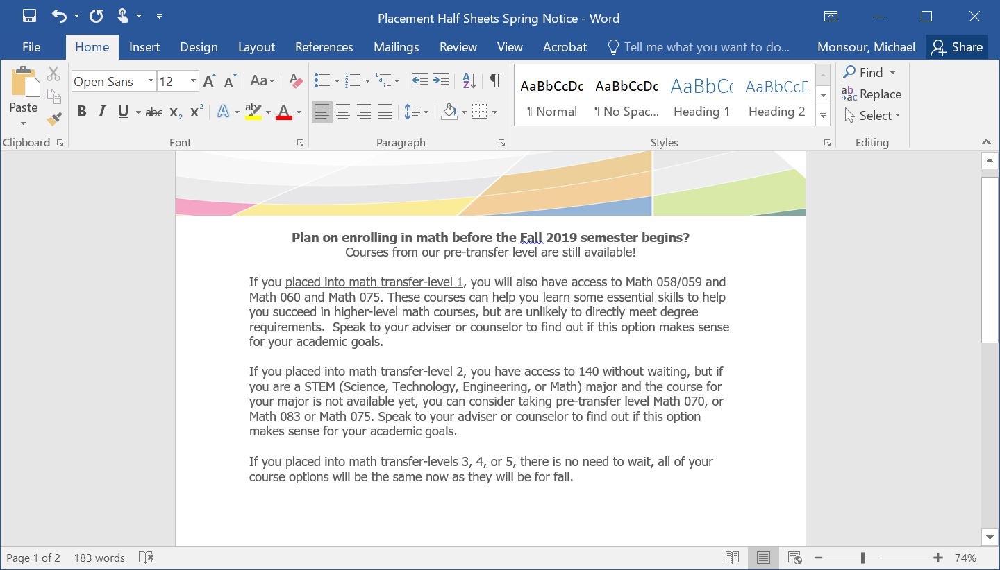 Placement Half Sheets Spring Notice - Word
File Home Insert Design Layout References Mailings Review View Acrobat Tell me what you want to do... Monsour, Michael Share
Paste
Clipboard
Open Sans 12
Aa
B I U abc X2 X2 A ab A
Font
Paragraph
AaBbCcDc AaBbCcDc AaBbCc AaBbCcD
¶ Normal ¶ No Spac... Heading 1 Heading 2
Styles
Find
Replace
Select
Editing
Plan on enrolling in math before the Fall 2019 semester begins?
Courses from our pre-transfer level are still available!
If you placed into math transfer-level 1, you will also have access to Math 058/059 and
Math 060 and Math 075. These courses can help you learn some essential skills to help
you succeed in higher-level math courses, but are unlikely to directly meet degree
requirements.  Speak to your adviser or counselor to find out if this option makes sense
for your academic goals.
If you placed into math transfer-level 2, you have access to 140 without waiting, but if
you are a STEM (Science, Technology, Engineering, or Math) major and the course for
your major is not available yet, you can consider taking pre-transfer level Math 070, or
Math 083 or Math 075. Speak to your adviser or counselor to find out if this option
makes sense for your academic goals.
If you placed into math transfer-levels 3, 4, or 5, there is no need to wait, all of your
course options will be the same now as they will be for fall.
Page 1 of 2 183 words 74%